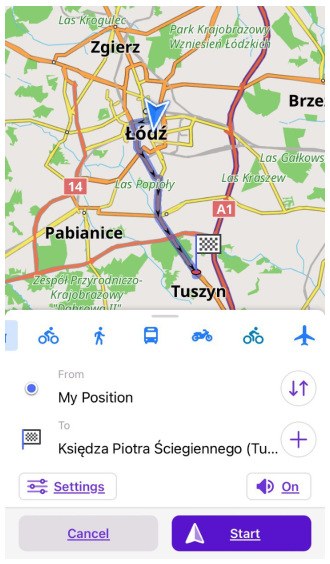 Las Krogulec
Zgierz
Park Krajobrazowy
Wzniesień Łódzkich
Brze
Łódź
Las Gałkows
Las Kraszew
14
Las Popioły
A1
Pabianice
Tuszyn
Zespół Przyrodniczo-
Krajobrazowy
"Dąbrowa II"
From
My Position
To
Księdza Piotra Ściegiennego (Tu...
Settings
On
Cancel
Start